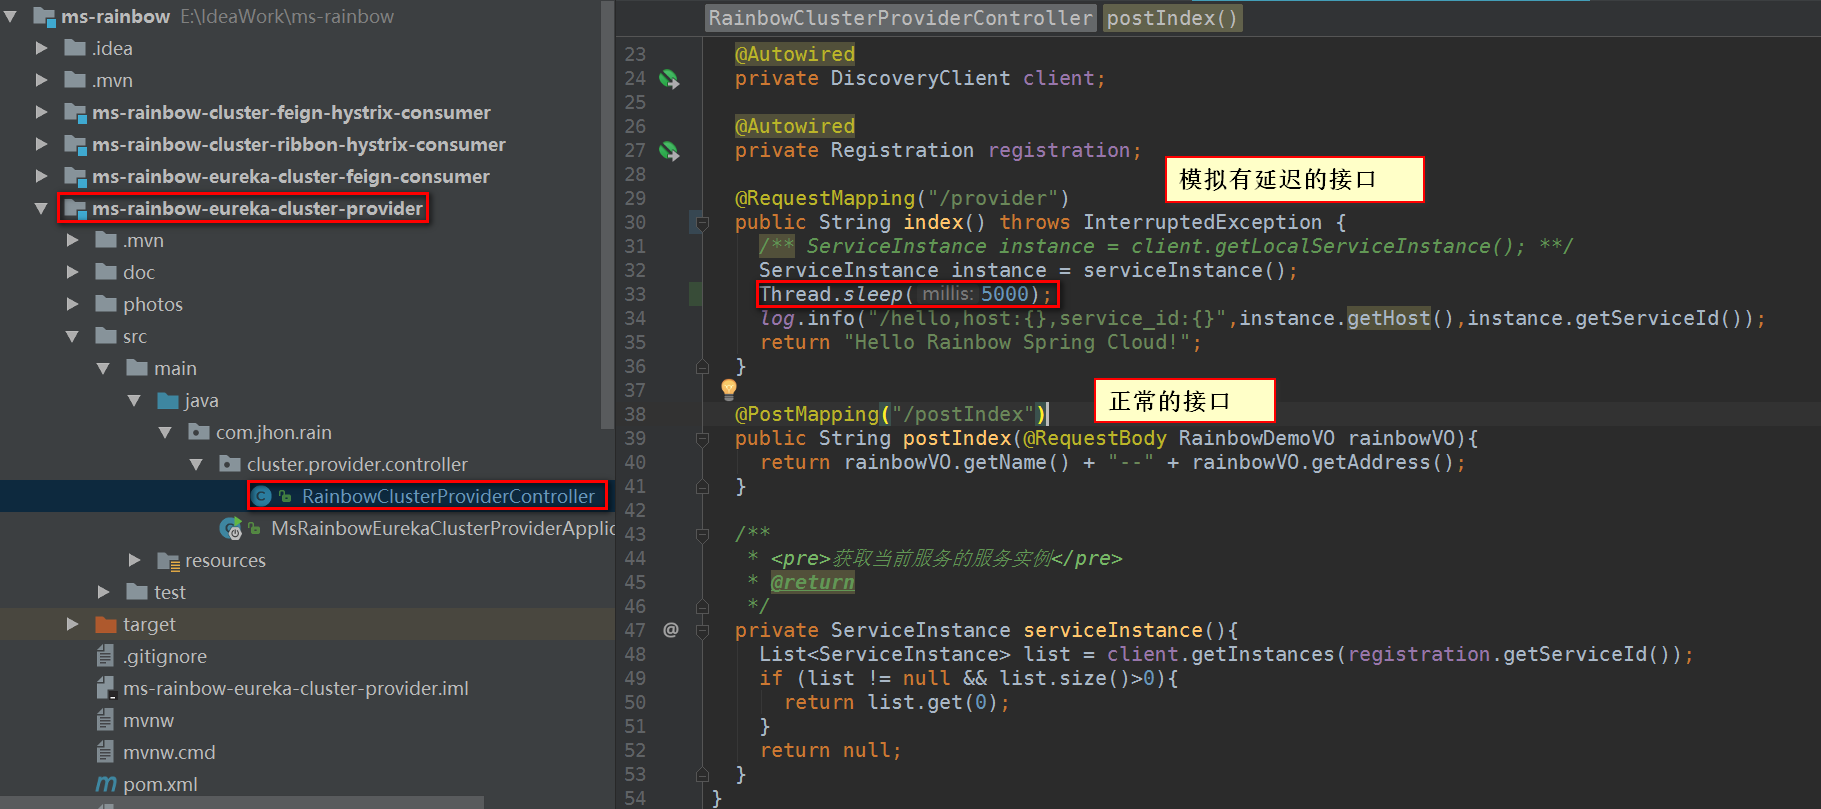 ms-rainbow E:\IdeaWork\ms-rainbow
.idea
.mvn
ms-rainbow-cluster-feign-hystrix-consumer
ms-rainbow-cluster-ribbon-hystrix-consumer
ms-rainbow-eureka-cluster-feign-consumer
ms-rainbow-eureka-cluster-provider
.mvn
doc
photos
src
main
java
com.jhon.rain
cluster.provider.controller
RainbowClusterProviderController
MsRainbowEurekaClusterProviderApplic
resources
test
target
.gitignore
ms-rainbow-eureka-cluster-provider.iml
mvnw
mvnw.cmd
pom.xml
RainbowClusterProviderController postIndex()
23 @Autowired
24 private DiscoveryClient client;
25
26 @Autowired
27 private Registration registration;
28
模拟有延迟的接口
29 @RequestMapping("/provider")
30 public String index() throws InterruptedException {
31 /** ServiceInstance instance = client.getLocalServiceInstance(); **/
32 ServiceInstance instance = serviceInstance();
33 Thread.sleep( millis: 5000);
34 log.info("/hello,host:{},service_id:{}",instance.getHost(),instance.getServiceId());
35 return "Hello Rainbow Spring Cloud!";
36 }
37
正常的接口
38 @PostMapping("/postIndex")
39 public String postIndex(@RequestBody RainbowDemoVO rainbowVO){
40 return rainbowVO.getName() + "--" + rainbowVO.getAddress();
41 }
42
43 /**
44 * <pre>获取当前服务的服务实例</pre>
45 * @return
46 */
47 @ private ServiceInstance serviceInstance(){
48 List<ServiceInstance> list = client.getInstances(registration.getServiceId());
49 if (list != null && list.size()>0){
50 return list.get(0);
51 }
52 return null;
53 }
54 }